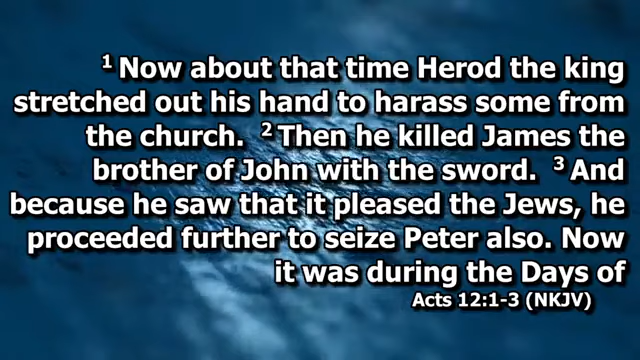 1 Now about that time Herod the king
stretched out his hand to harass some from
the church. 2 Then he killed James the
brother of John with the sword. 3 And
because he saw that it pleased the Jews, he
proceeded further to seize Peter also. Now
it was during the Days of
Acts 12:1-3 (NKJV)